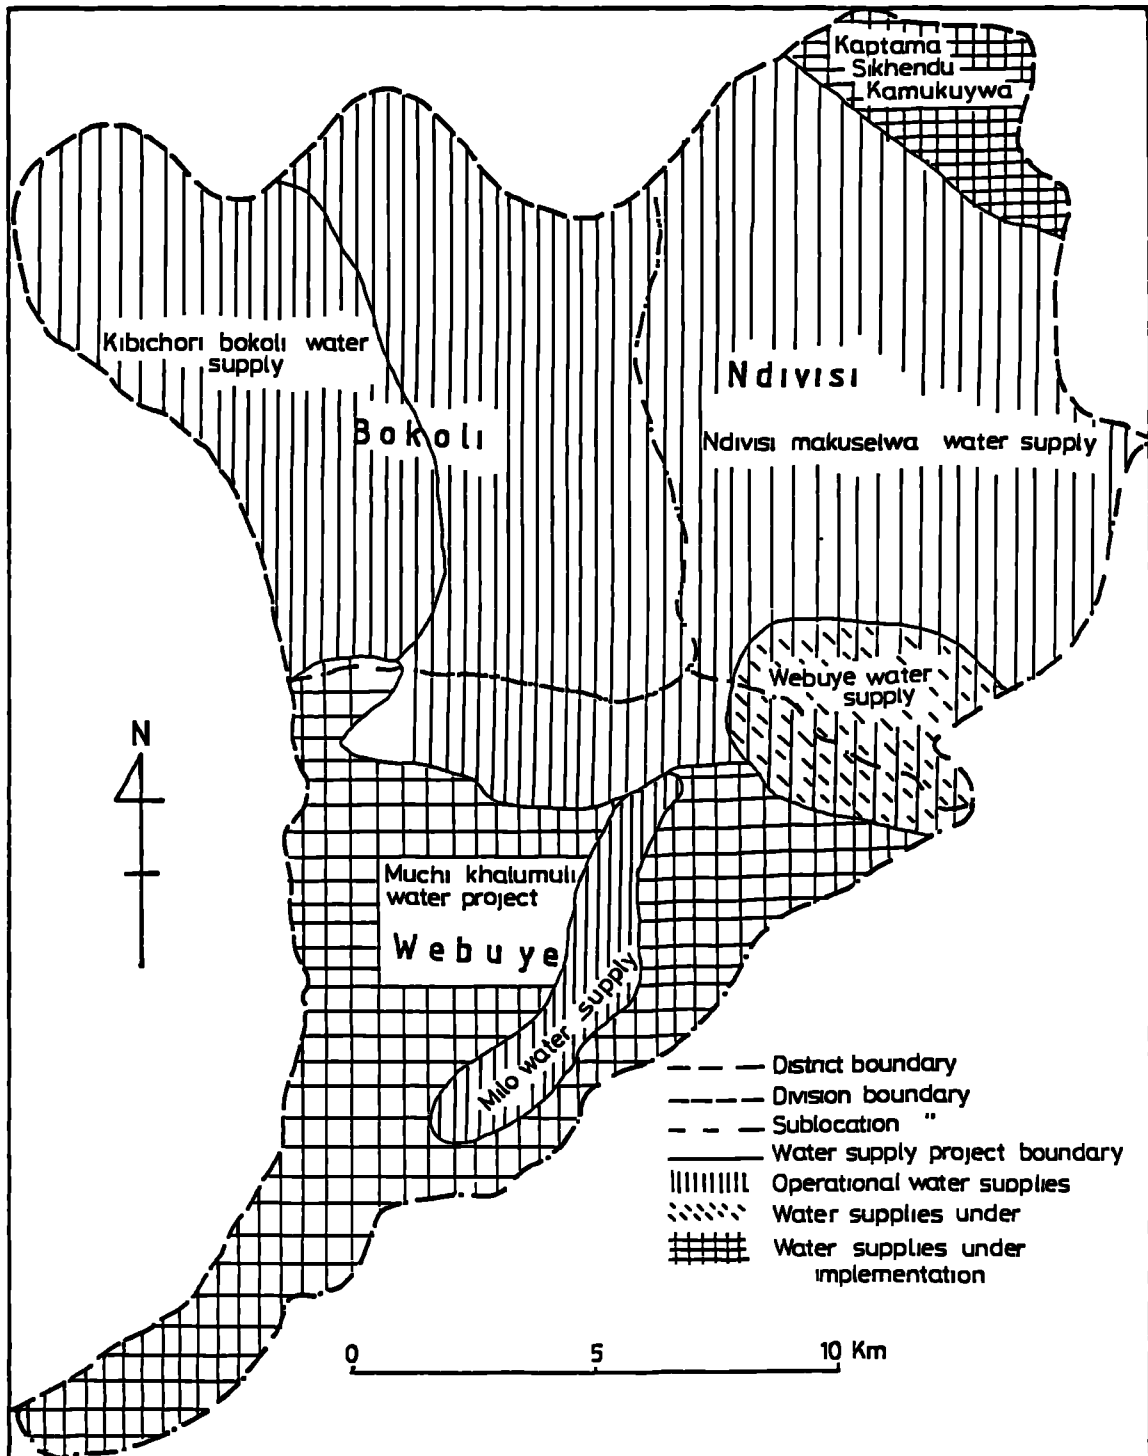 Kaptama
Sikhendu
Kamukuywa
Kibichori bokoli water
supply
Ndivisi
Bokoli
Ndivisi makuselwa water supply
Webuye water
supply
N
Muchi khalumuli
water project
Webuye
Milo water supply
District boundary
Division boundary
Sublocation "
Water supply project boundary
Operational water supplies
Water supplies under
Water supplies under
implementation
0 5 10 Km